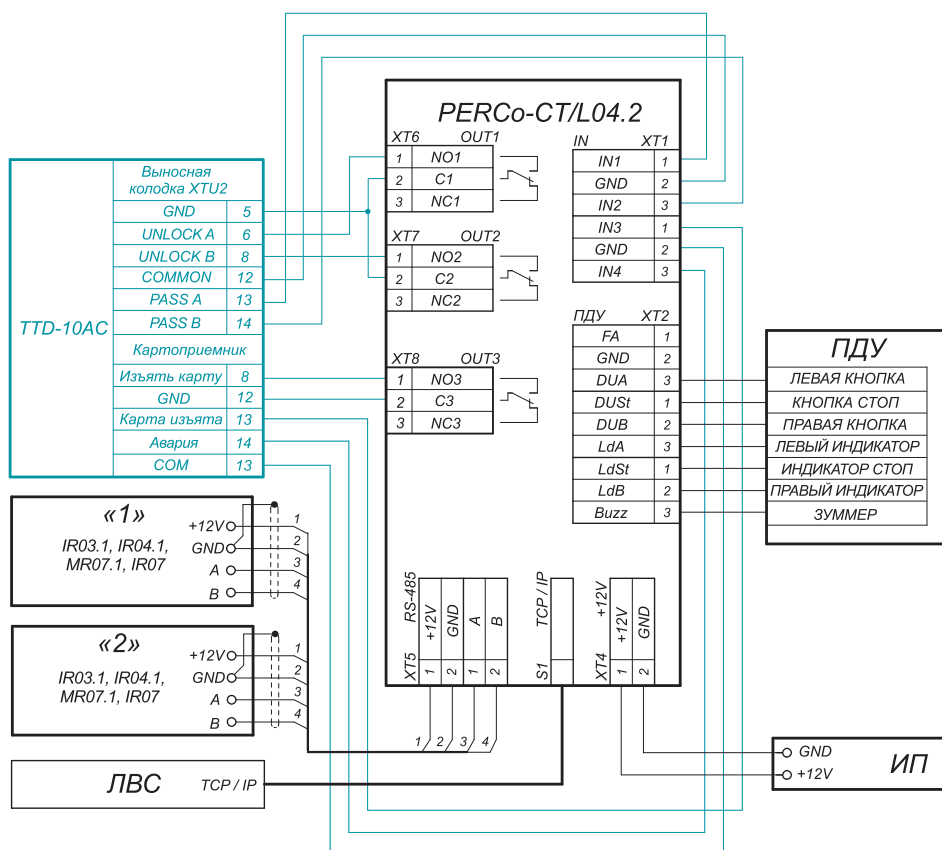 PERCo-CT/L04.2
XT6 OUT1
1 NO1
2 C1
3 NC1
XT7 OUT2
1 NO2
2 C2
3 NC2
XT8 OUT3
1 NO3
2 C3
3 NC3
IN XT1
IN1 1
GND 2
IN2 3
IN3 1
GND 2
IN4 3
ПДУ XT2
FA 1
GND 2
DUA 3
DUSt 1
DUB 2
LdA 3
LdSt 1
LdB 2
Buzz 3
TTD-10AC
Выносная
колодка XTU2
GND 5
UNLOCK A 6
UNLOCK B 8
COMMON 12
PASS A 13
PASS B 14
Картоприемник
Изъять карту 8
GND 12
Карта изъята 13
Авария 14
COM 13
ПДУ
ЛЕВАЯ КНОПКА
КНОПКА СТОП
ПРАВАЯ КНОПКА
ЛЕВЫЙ ИНДИКАТОР
ИНДИКАТОР СТОП
ПРАВЫЙ ИНДИКАТОР
ЗУММЕР
«1»
IR03.1, IR04.1,
MR07.1, IR07
+12V 1
GND 2
A 3
B 4
«2»
IR03.1, IR04.1,
MR07.1, IR07
+12V 1
GND 2
A 3
B 4
RS-485
XT5
+12V 1
GND 2
A 1
B 2
TCP / IP
S1
+12V
XT4
+12V 1
GND 2
1 2 3 4
ЛВС TCP / IP
GND
+12V
ИП